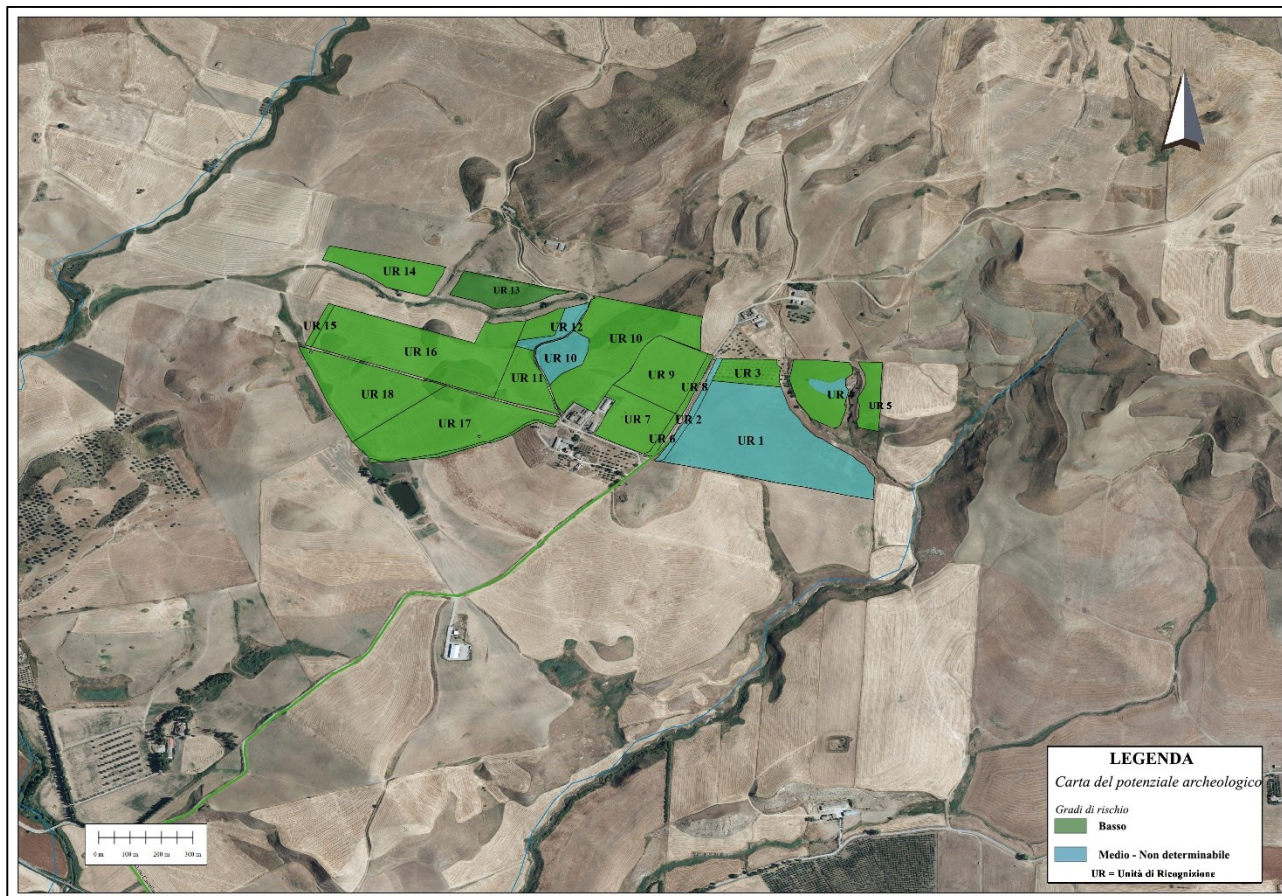 UR 14
UR 13
UR 15
UR 12
UR 10
UR 16
UR 10
UR 9
UR 3
UR 11
UR 8
UR 18
UR 4
UR 5
UR 17
UR 7
UR 2
UR 6
UR 1
LEGENDA
Carta del potenziale archeologico
Gradi di rischio
Basso
Medio - Non determinabile
UR = Unità di Ricognizione
0 m 100 m 200 m 300 m